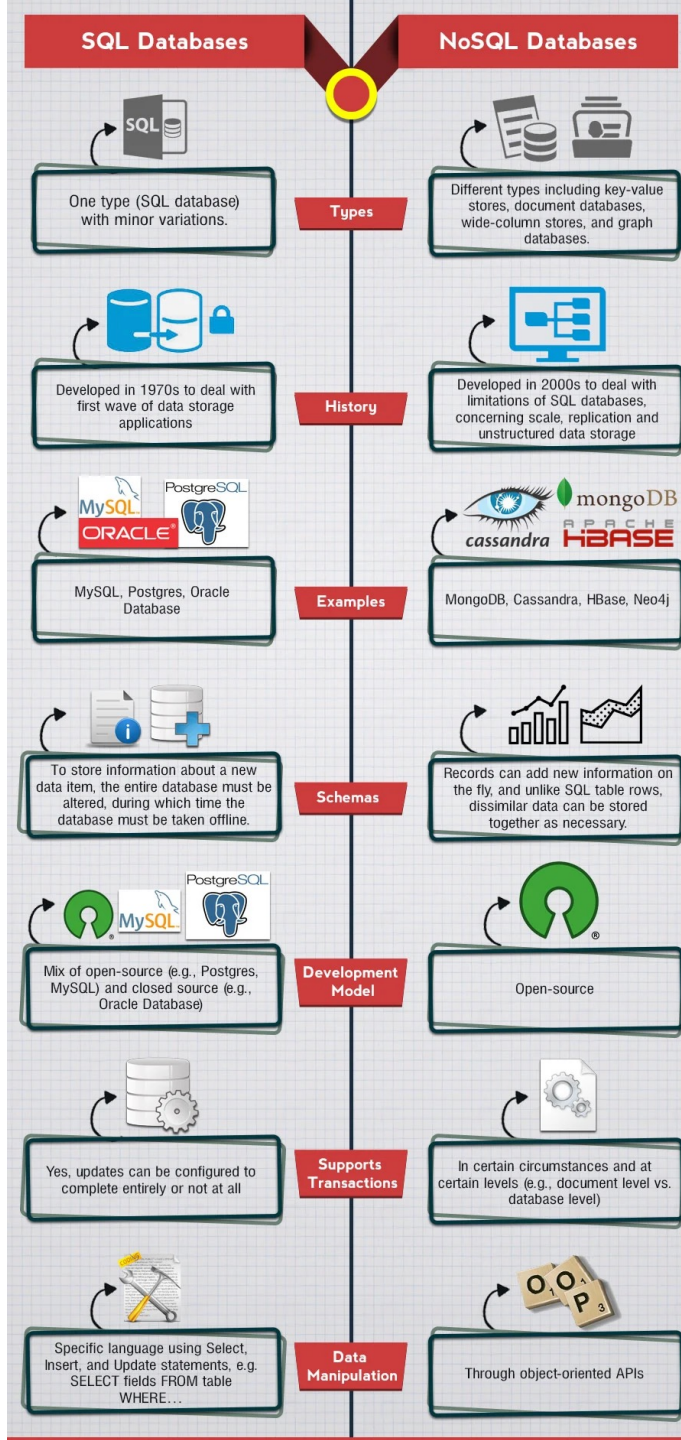 SQL Databases
NoSQL Databases
SQL
One type (SQL database)
with minor variations.
Types
Different types including key-value
stores, document databases,
wide-column stores, and graph
databases.
Developed in 1970s to deal with
first wave of data storage
applications
History
Developed in 2000s to deal with
limitations of SQL databases,
concerning scale, replication and
unstructured data storage
MySQL
PostgreSQL
ORACLE®
cassandra
mongoDB
APACHE
HBASE
MySQL, Postgres, Oracle
Database
Examples
MongoDB, Cassandra, HBase, Neo4j
i
To store information about a new
data item, the entire database must be
altered, during which time the
database must be taken offline.
Schemas
Records can add new information on
the fly, and unlike SQL table rows,
dissimilar data can be stored
together as necessary.
®
MySQL
PostgreSQL
®
Mix of open-source (e.g., Postgres,
MySQL) and closed source (e.g.,
Oracle Database)
Development
Model
Open-source
Yes, updates can be configured to
complete entirely or not at all
Supports
Transactions
In certain circumstances and at
certain levels (e.g., document level vs.
database level)
O1 O1 P3
Specific language using Select,
Insert, and Update statements, e.g.
SELECT fields FROM table
WHERE…
Data
Manipulation
Through object-oriented APIs